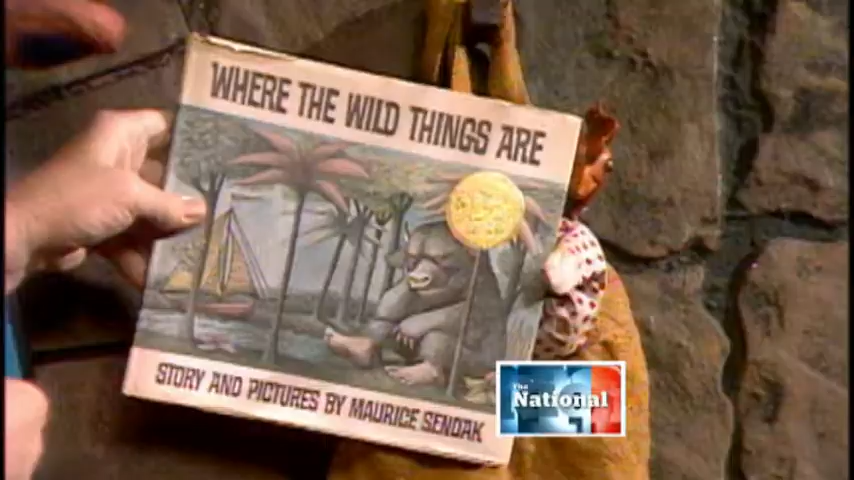 WHERE THE WILD THINGS ARE
STORY AND PICTURES BY MAURICE SENDAK
The
National